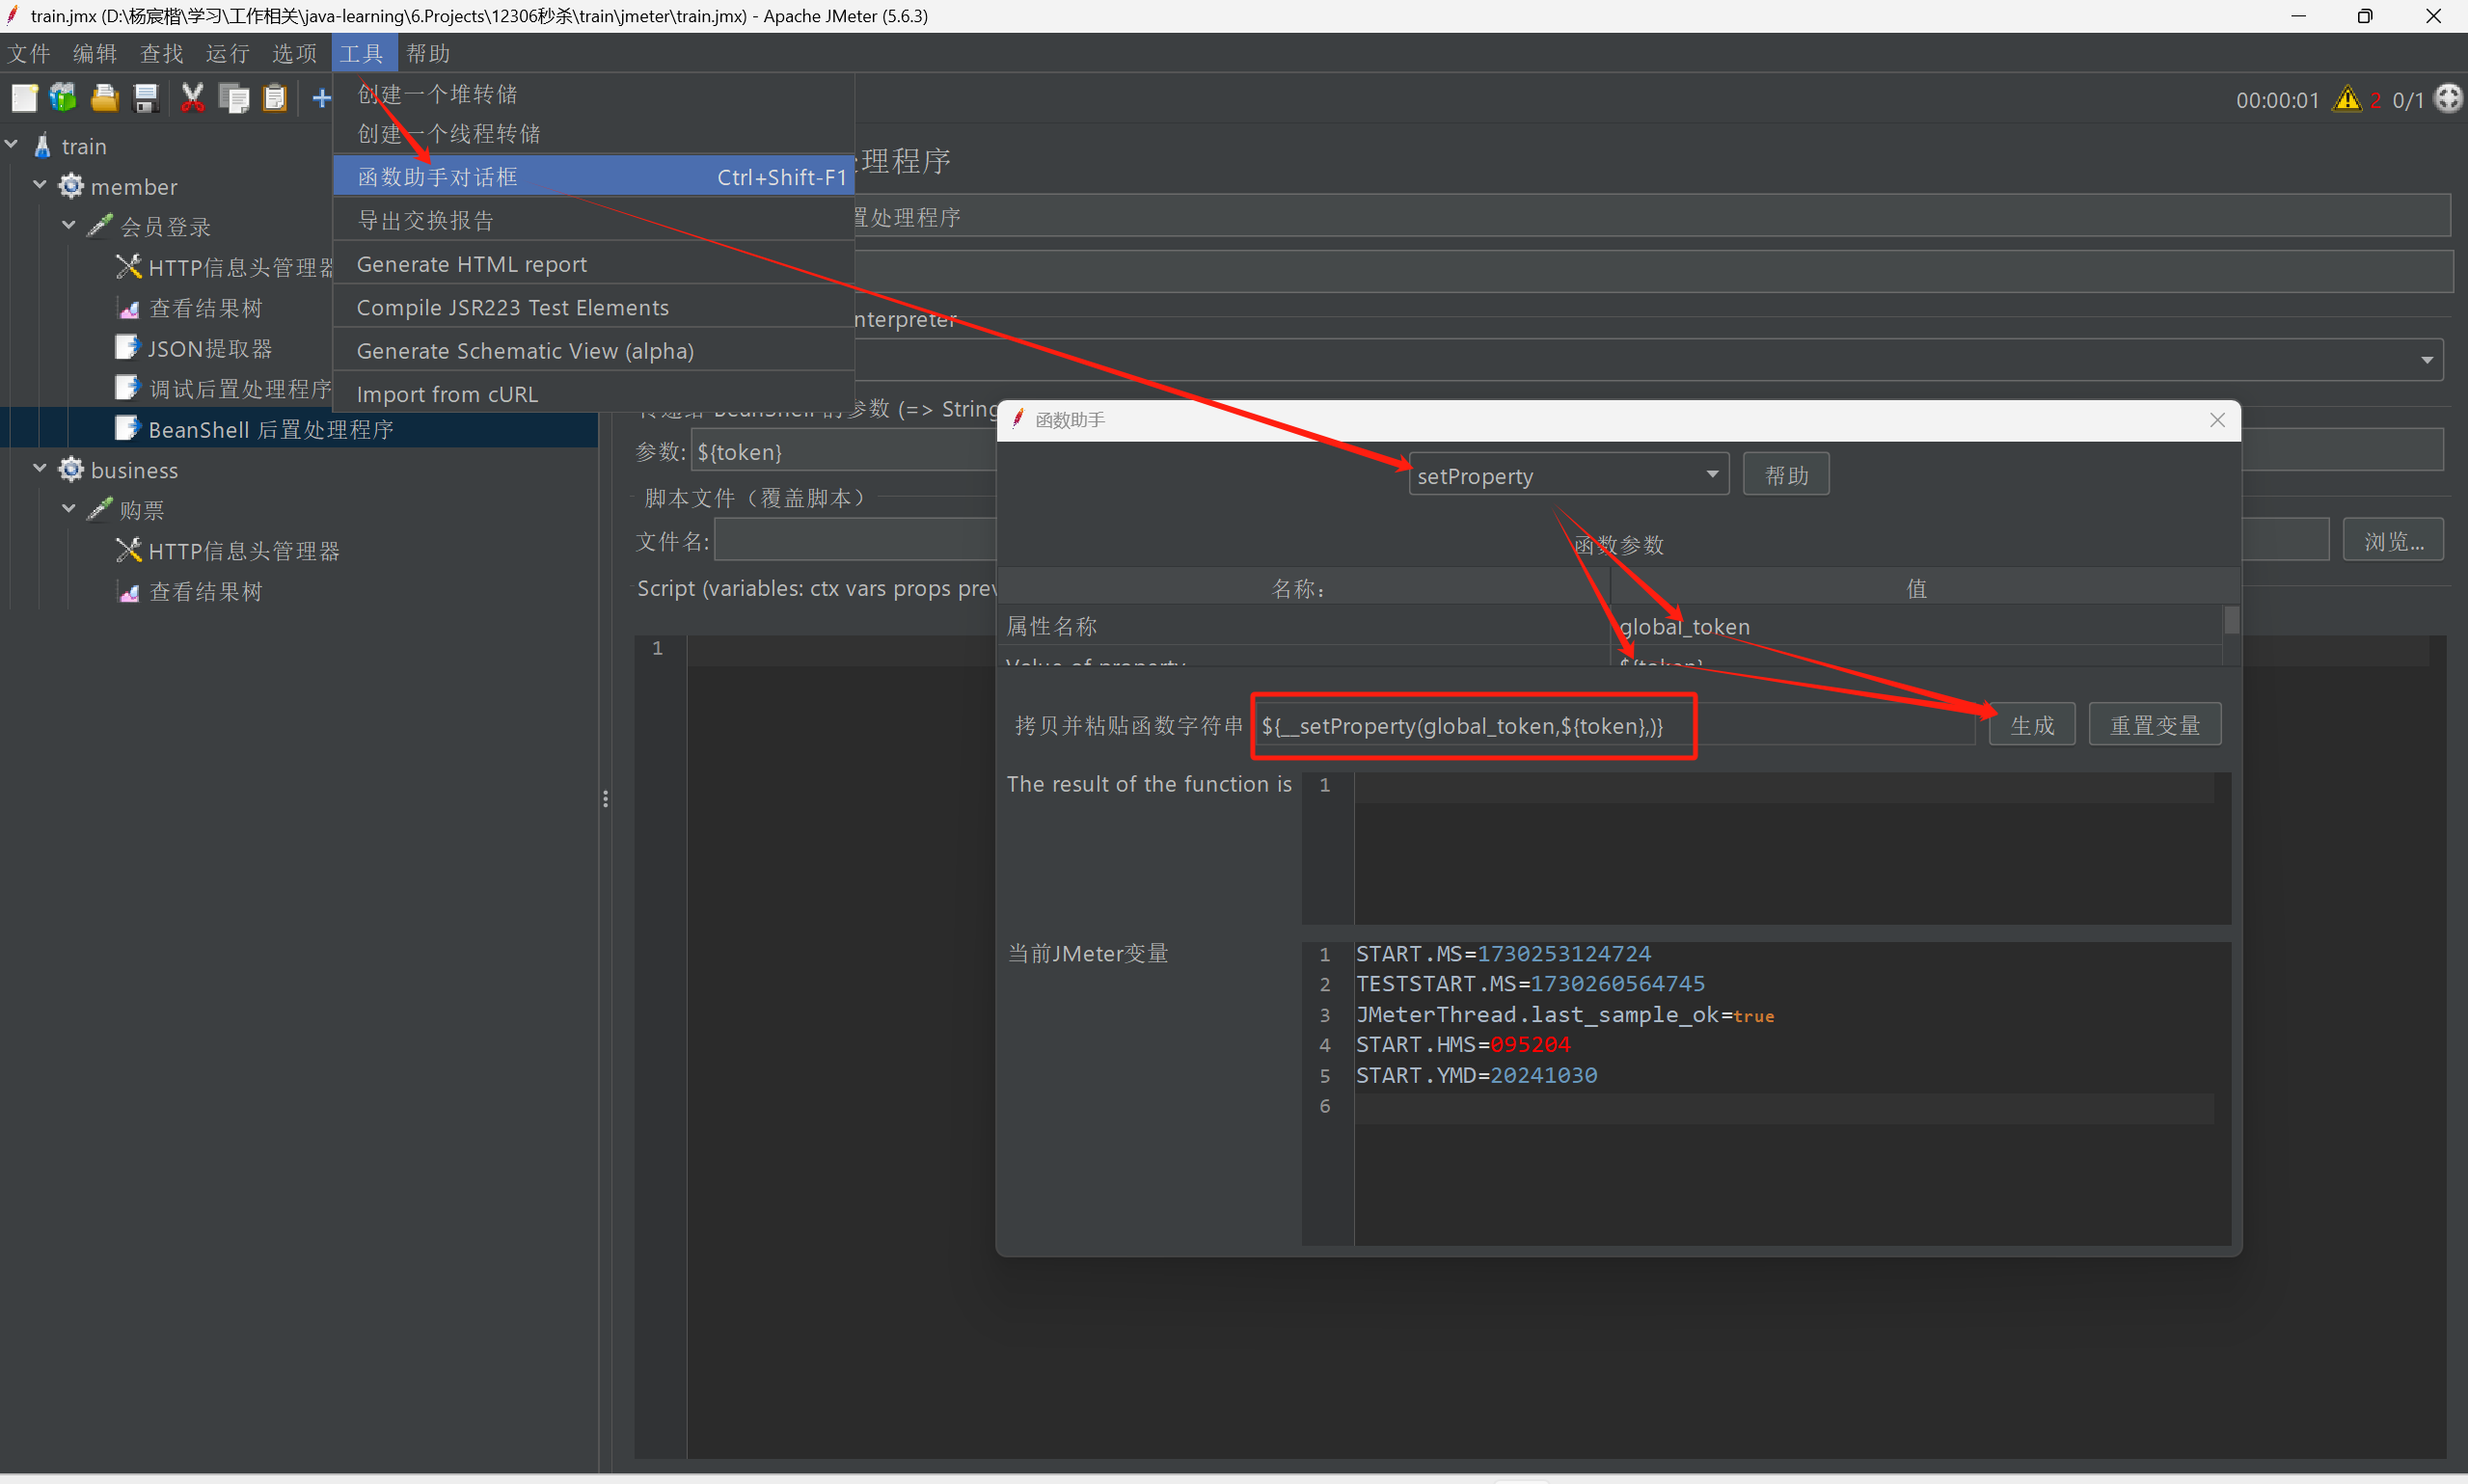 train.jmx (D:\杨宸楷\学习\工作相关\java-learning\6.Projects\12306秒杀\train\jmeter\train.jmx) - Apache JMeter (5.6.3)
文件 编辑 查找 运行 选项 工具 帮助
00:00:01 2 0/1
创建一个堆转储
创建一个线程转储
函数助手对话框 Ctrl+Shift-F1
导出交换报告
Generate HTML report
Compile JSR223 Test Elements
Generate Schematic View (alpha)
Import from cURL
train
member
会员登录
HTTP信息头管理器
查看结果树
JSON提取器
调试后置处理程序
BeanShell 后置处理程序
business
购票
HTTP信息头管理器
查看结果树
理程序
置处理程序
nterpreter
参数 (=> String
参数: ${token}
脚本文件（覆盖脚本）
文件名:
浏览...
Script (variables: ctx vars props prev
1
函数助手
setProperty 帮助
函数参数
名称: 值
属性名称 global_token
Value of property ${token}
拷贝并粘贴函数字符串 ${__setProperty(global_token,${token},)} 生成 重置变量
The result of the function is 1
当前JMeter变量
1 START.MS=1730253124724
2 TESTSTART.MS=1730260564745
3 JMeterThread.last_sample_ok=true
4 START.HMS=095204
5 START.YMD=20241030
6